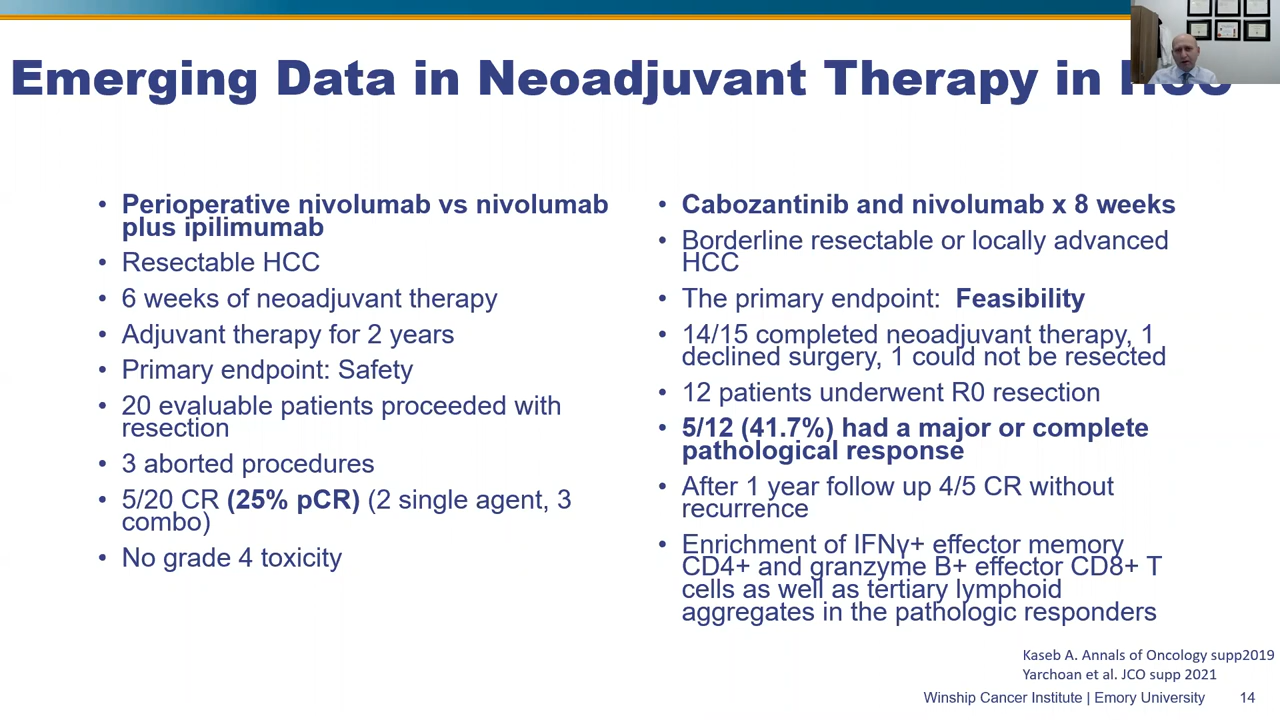 Emerging Data in Neoadjuvant Therapy in HCC
• Perioperative nivolumab vs nivolumab
plus ipilimumab
• Resectable HCC
• 6 weeks of neoadjuvant therapy
• Adjuvant therapy for 2 years
• Primary endpoint: Safety
• 20 evaluable patients proceeded with
resection
• 3 aborted procedures
• 5/20 CR (25% pCR) (2 single agent, 3
combo)
• No grade 4 toxicity
• Cabozantinib and nivolumab x 8 weeks
• Borderline resectable or locally advanced
HCC
• The primary endpoint: Feasibility
• 14/15 completed neoadjuvant therapy, 1
declined surgery, 1 could not be resected
• 12 patients underwent R0 resection
• 5/12 (41.7%) had a major or complete
pathological response
• After 1 year follow up 4/5 CR without
recurrence
• Enrichment of IFNγ+ effector memory
CD4+ and granzyme B+ effector CD8+ T
cells as well as tertiary lymphoid
aggregates in the pathologic responders
Kaseb A. Annals of Oncology supp2019
Yarchoan et al. JCO supp 2021
Winship Cancer Institute | Emory University 14